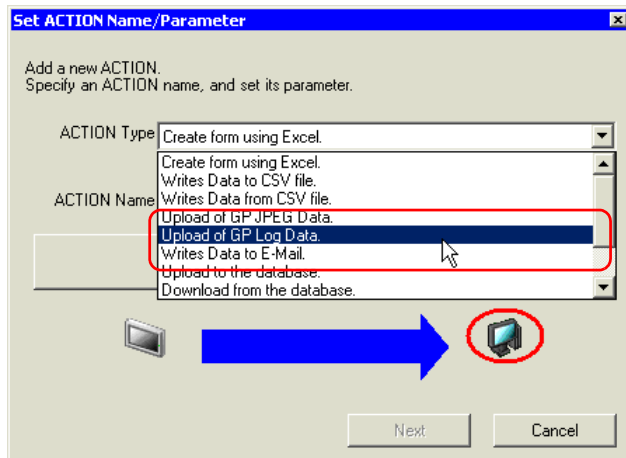 Set ACTION Name/Parameter
Add a new ACTION.
Specify an ACTION name, and set its parameter.
ACTION Type
Create form using Excel.
Create form using Excel.
Writes Data to CSV file.
ACTION Name
Writes Data from CSV file.
Upload of GP JPEG Data.
Upload of GP Log Data.
Writes Data to E-Mail.
Upload to the database.
Download from the database.
Next
Cancel